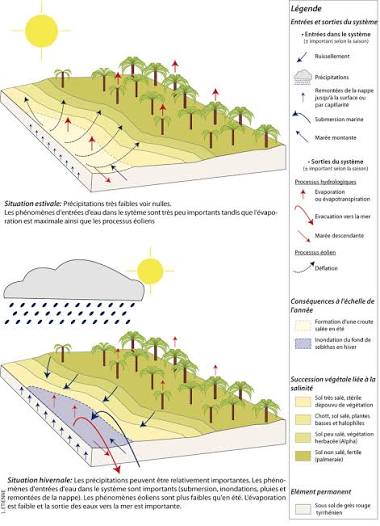 Situation estivale: Précipitations très faibles voir nulles.
Les phénomènes d'entrées d'eau dans le sytème sont très peu importants tandis que l'évapo-
ration est maximale ainsi que les processus éoliens
Situation hivernale: Les précipitations peuvent être relativement importantes. Les phéno-
mènes d'entrées d'eau dans le système sont importants (submersion, inondations, pluies et
remontées de la nappe). Les phénomènes éoliens sont plus faibles qu'en été. L'évaporation
est faible et la sortie des eaux vers la mer est importante.
L. ETIENNE
Légende
Entrées et sorties du système
• Entrées dans le système
(± important selon la saison)
Ruissellement
Précipitations
Remontées de la nappe
jusqu'à la surface ou
par capillarité
Submersion marine
Marée montante
• Sorties du système
(± important selon la saison)
Processus hydrologiques
Evaporation
ou évapotranspiration
Evacuation vers la mer
Marée descendante
Processus éolien
Déflation
Conséquences à l'échelle de
l'année
Formation d'une croute
salée en été
Inondation du fond de
sebkhas en hiver
Succession végétale liée à la
salinité
Sol très salé, stérile
dépourvu de végétation
Chott, sol salé, plantes
basses et halophiles
Sol peu salé, végétation
herbacée (Alpha)
Sol non salé, fertile
(palmeraie)
Elément permanent
Sous sol de grès rouge
tyrrhénien